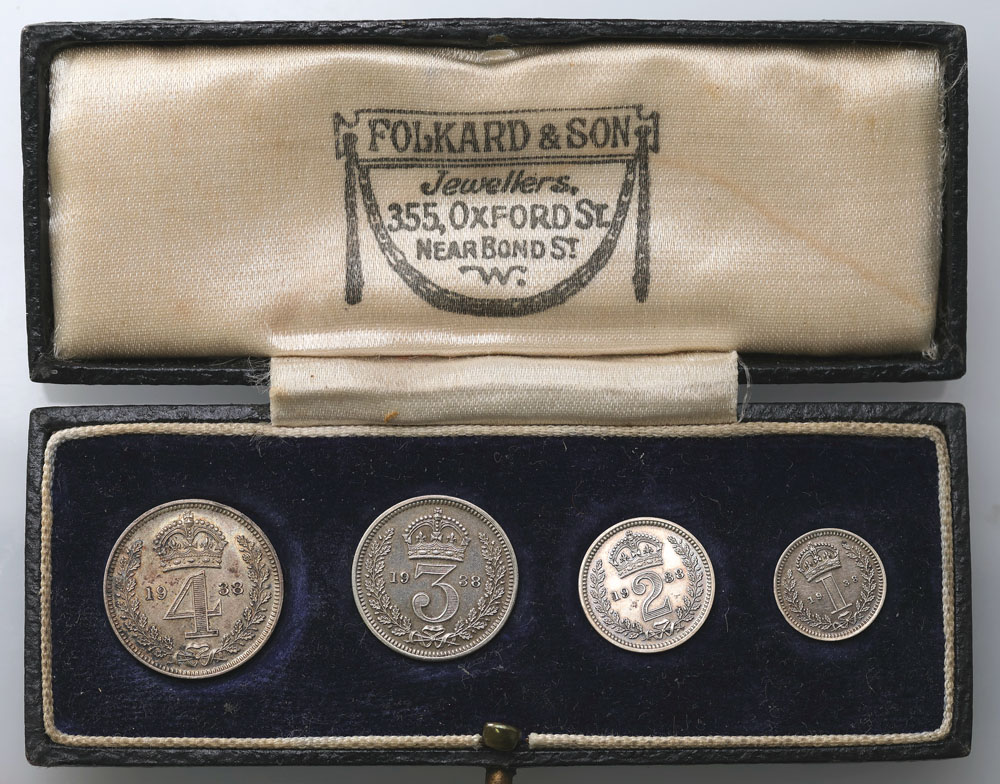 FOLKARD & SON
Jewellers,
355, OXFORD ST.
NEAR BOND ST
W.
19 4 38
19 3 38
19 2 38
19 1 38